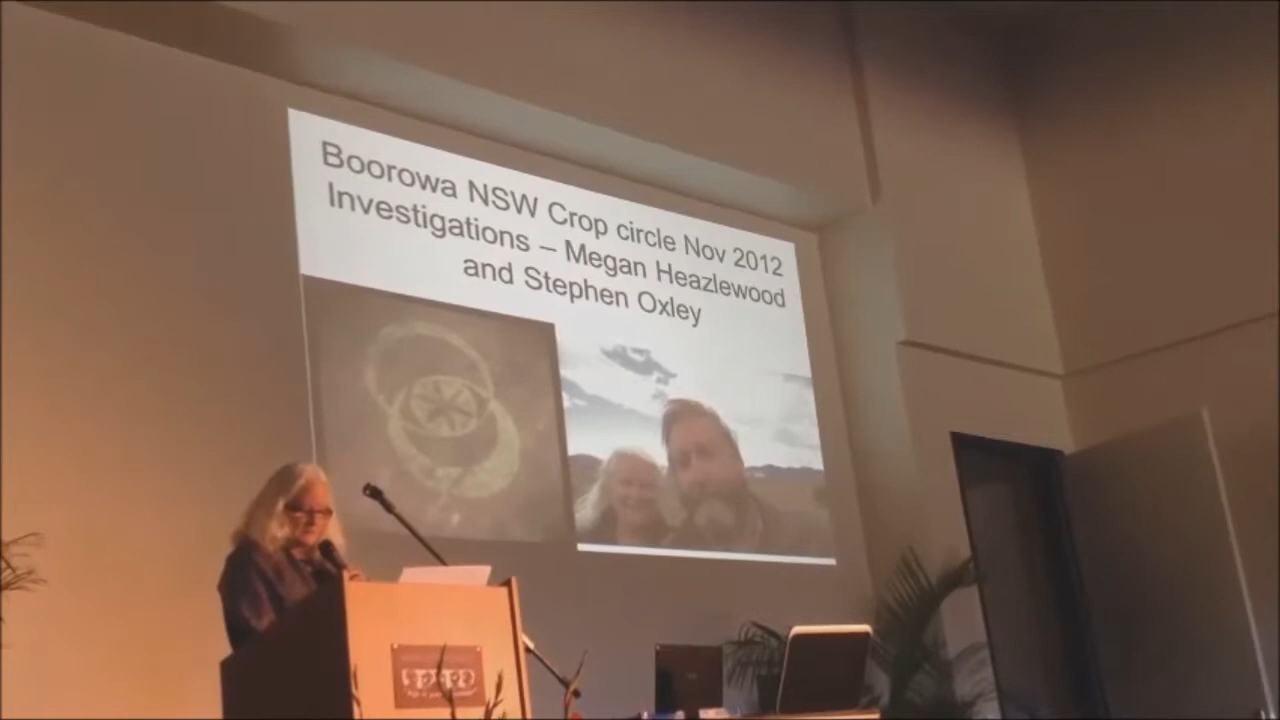 Boorowa NSW Crop circle Nov 2012
Investigations – Megan Heazlewood
and Stephen Oxley